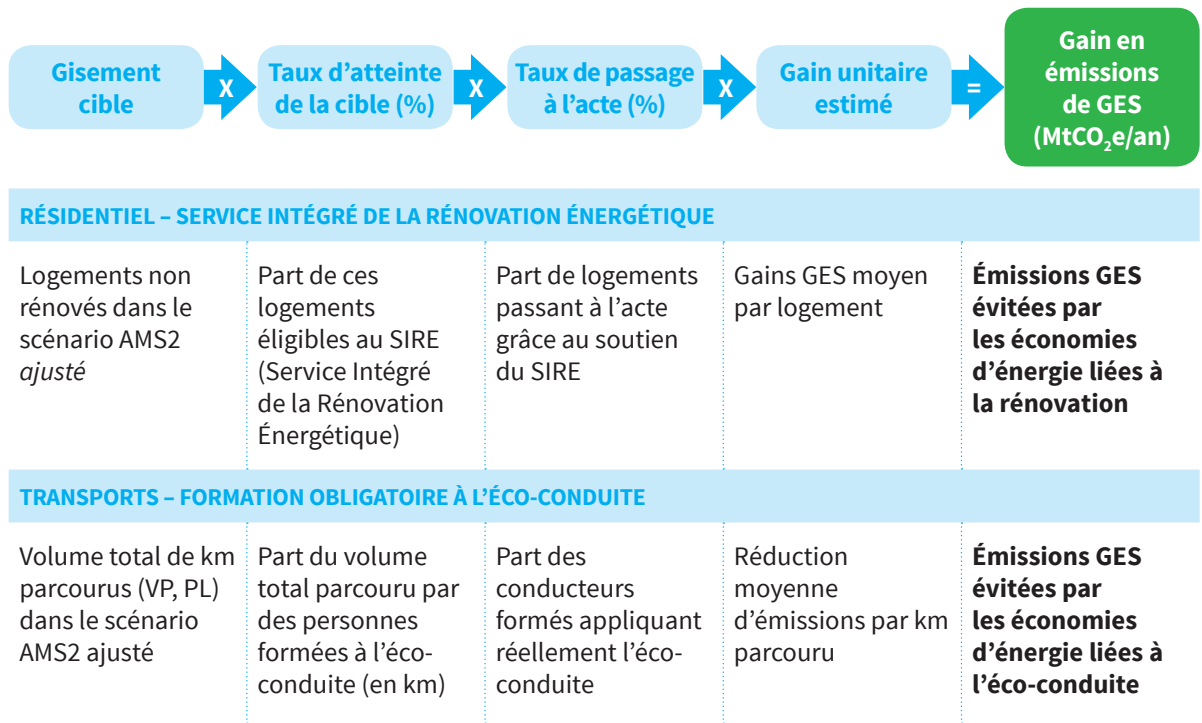 Gisement
cible
X
Taux d'atteinte
de la cible (%)
X
Taux de passage
à l'acte (%)
X
Gain unitaire
estimé
=
Gain en
émissions
de GES
(MtCO₂e/an)
RÉSIDENTIEL – SERVICE INTÉGRÉ DE LA RÉNOVATION ÉNERGÉTIQUE
Logements non
rénovés dans le
scénario AMS2
ajusté
Part de ces
logements
éligibles au SIRE
(Service Intégré
de la Rénovation
Énergétique)
Part de logements
passant à l'acte
grâce au soutien
du SIRE
Gains GES moyen
par logement
Émissions GES
évitées par
les économies
d'énergie liées à
la rénovation
TRANSPORTS – FORMATION OBLIGATOIRE À L'ÉCO-CONDUITE
Volume total de km
parcourus (VP, PL)
dans le scénario
AMS2 ajusté
Part du volume
total parcouru par
des personnes
formées à l'éco-
conduite (en km)
Part des
conducteurs
formés appliquant
réellement l'éco-
conduite
Réduction
moyenne
d'émissions par km
parcouru
Émissions GES
évitées par
les économies
d'énergie liées à
l'éco-conduite